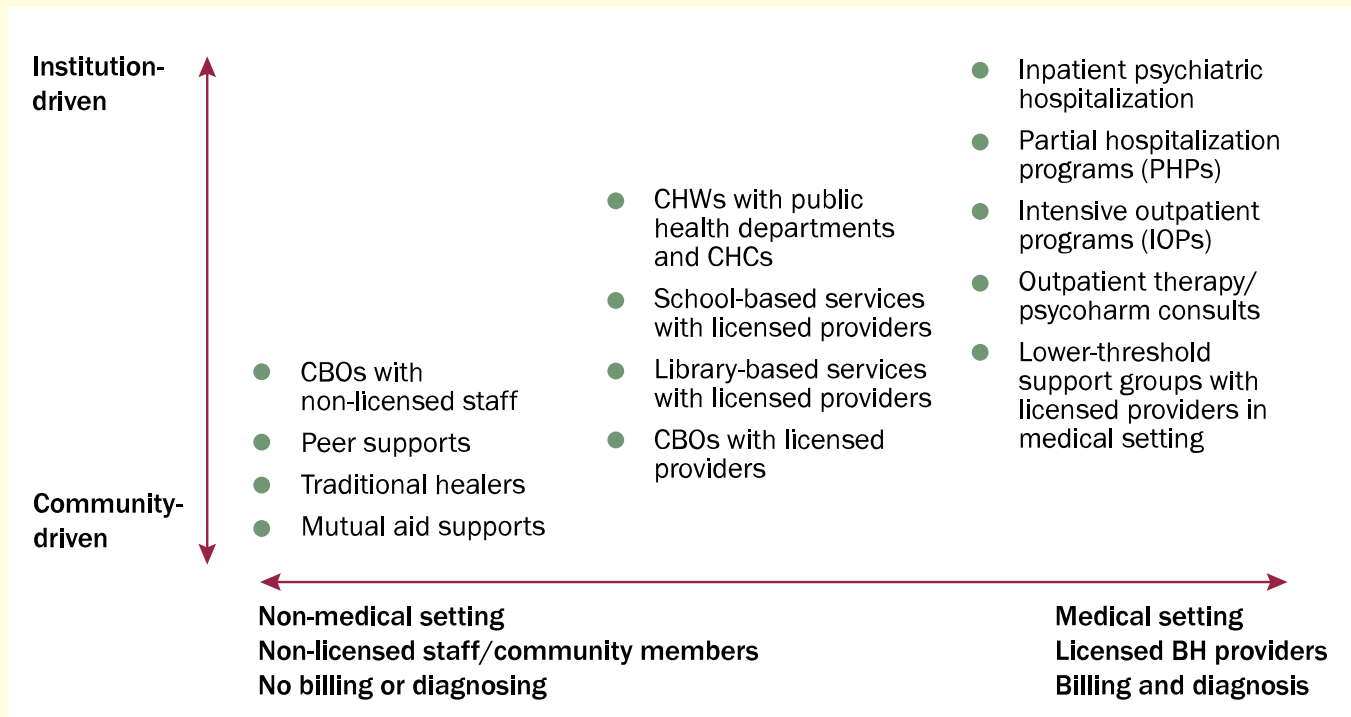 Institution-
driven
Community-
driven
CBOs with
non-licensed staff
Peer supports
Traditional healers
Mutual aid supports
CHWs with public
health departments
and CHCs
School-based services
with licensed providers
Library-based services
with licensed providers
CBOs with licensed
providers
Inpatient psychiatric
hospitalization
Partial hospitalization
programs (PHPs)
Intensive outpatient
programs (IOPs)
Outpatient therapy/
psycoharm consults
Lower-threshold
support groups with
licensed providers in
medical setting
Non-medical setting
Non-licensed staff/community members
No billing or diagnosing
Medical setting
Licensed BH providers
Billing and diagnosis